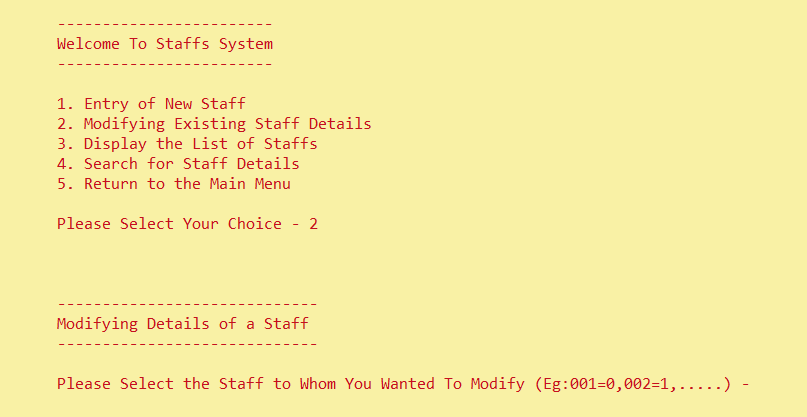 ------------------------
Welcome To Staffs System
------------------------
1. Entry of New Staff
2. Modifying Existing Staff Details
3. Display the List of Staffs
4. Search for Staff Details
5. Return to the Main Menu
Please Select Your Choice - 2
-----------------------------
Modifying Details of a Staff
-----------------------------
Please Select the Staff to Whom You Wanted To Modify (Eg:001=0,002=1,.....) -